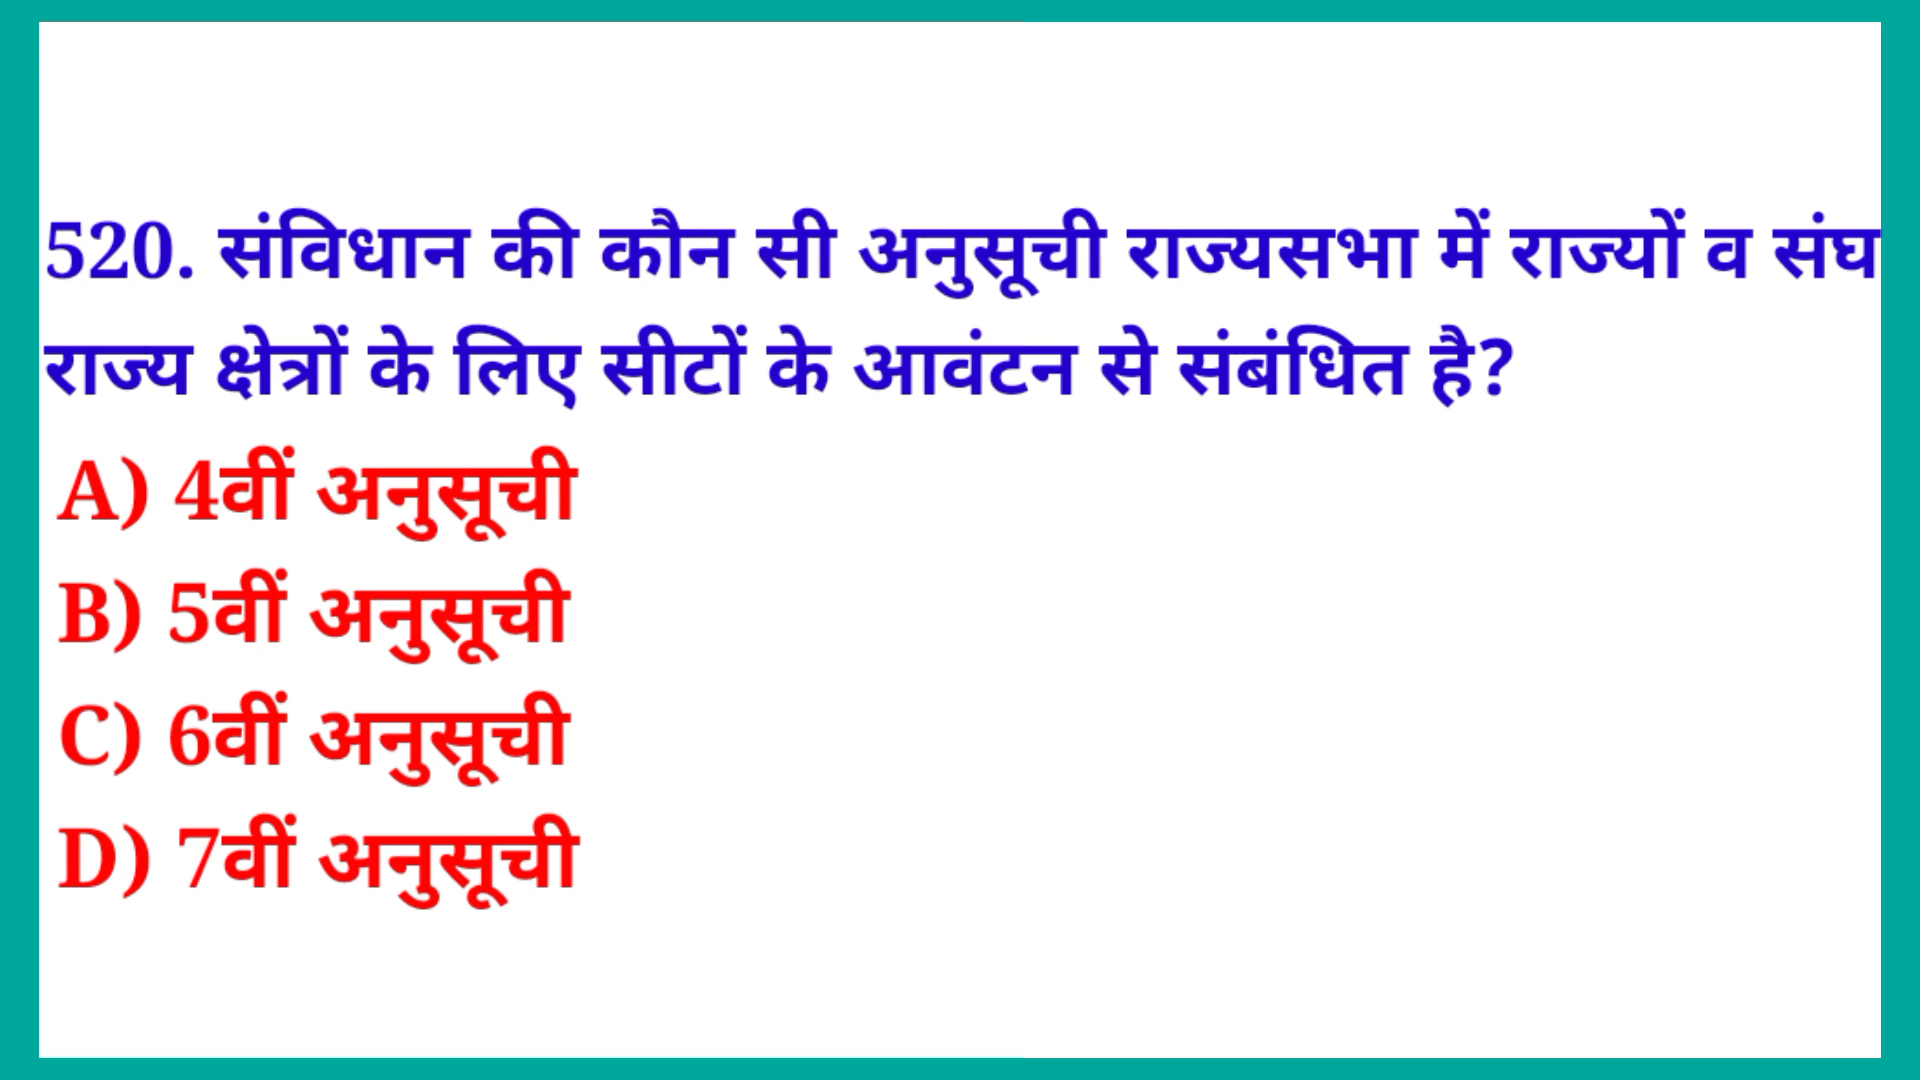 520. संविधान की कौन सी अनुसूची राज्यसभा में राज्यों व संघ
राज्य क्षेत्रों के लिए सीटों के आवंटन से संबंधित है?
A) 4वीं अनुसूची
B) 5वीं अनुसूची
C) 6वीं अनुसूची
D) 7वीं अनुसूची